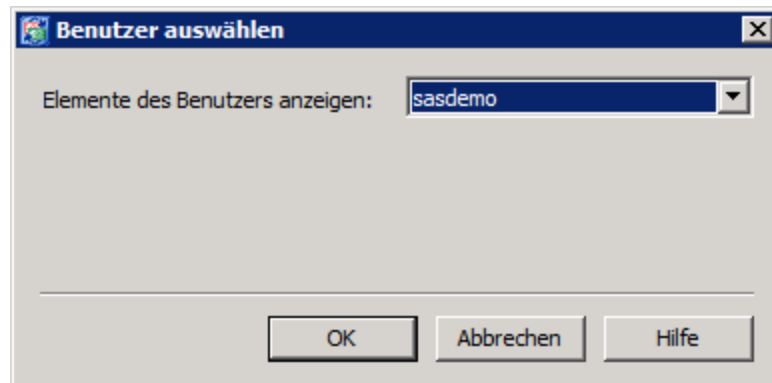 Benutzer auswählen
Elemente des Benutzers anzeigen: sasdemo
OK Abbrechen Hilfe